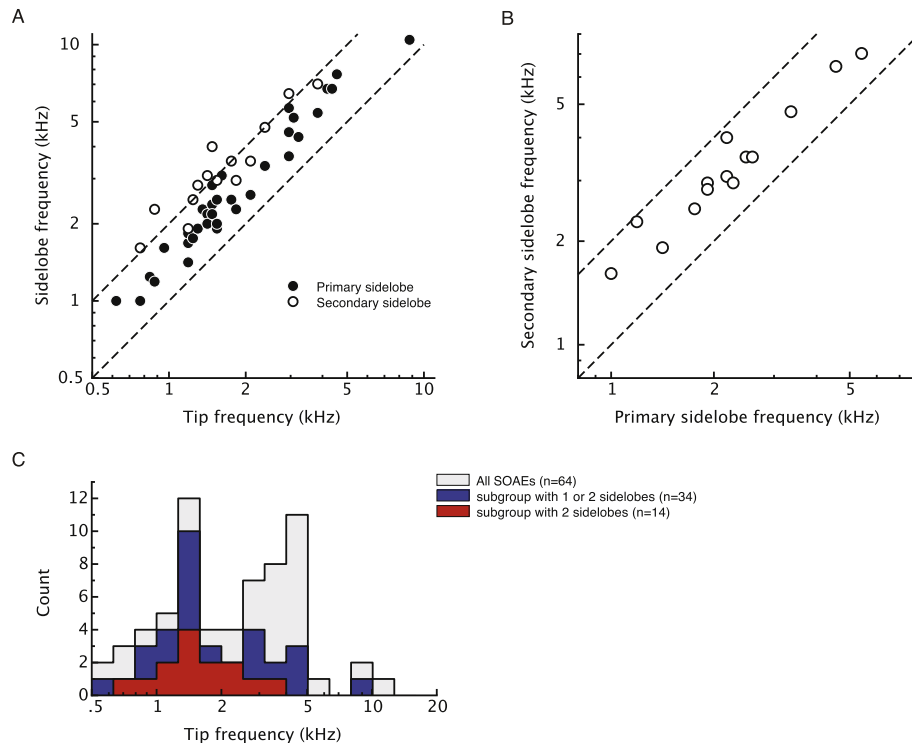 A
10
5
2
1
0.5
Sidelobe frequency (kHz)
0.5
1
2
5
10
Tip frequency (kHz)
Primary sidelobe
Secondary sidelobe
B
5
2
1
Secondary sidelobe frequency (kHz)
1
2
5
Primary sidelobe frequency (kHz)
C
All SOAEs (n=64)
subgroup with 1 or 2 sidelobes (n=34)
subgroup with 2 sidelobes (n=14)
12
10
8
6
4
2
0
Count
.5
1
2
5
10
20
Tip frequency (kHz)